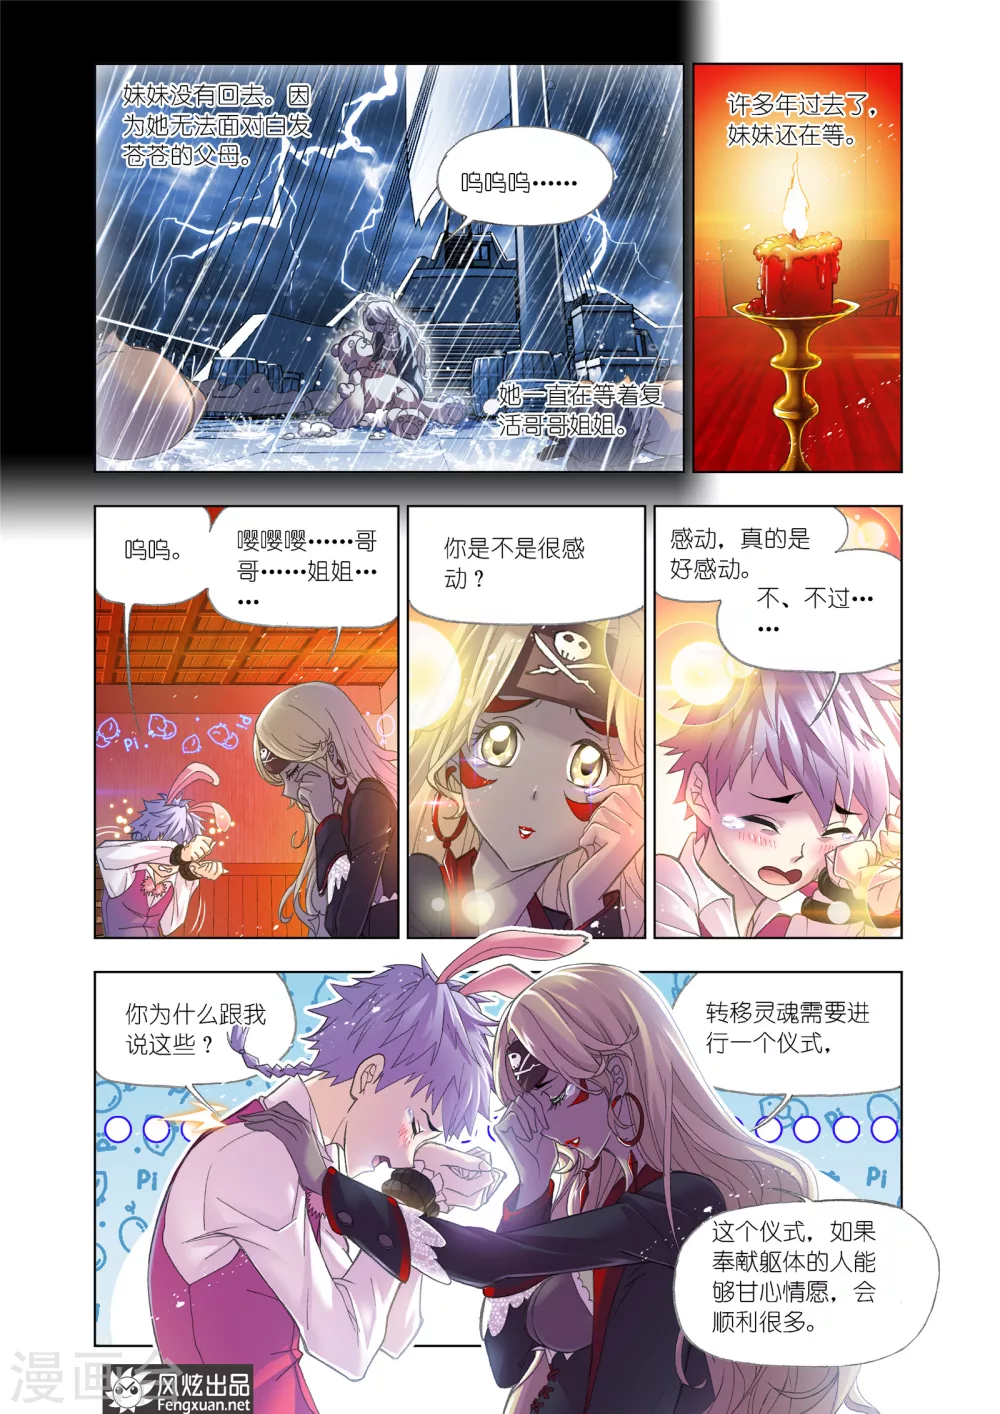 妹妹没有回去。因
为她无法面对白发
苍苍的父母。
呜呜呜……
她一直在等着复
活哥哥姐姐。
许多年过去了，
妹妹还在等。
呜呜。
嘤嘤嘤……哥
哥……姐姐…
…
你是不是很感
动？
感动，真的是
好感动。
不、不过…
…
Pi
你为什么跟我
说这些？
转移灵魂需要进
行一个仪式，
Pi
Pi
这个仪式，如果
奉献躯体的人能
够甘心情愿，会
顺利很多。
漫画台
风炫出品
Fengxuan.net